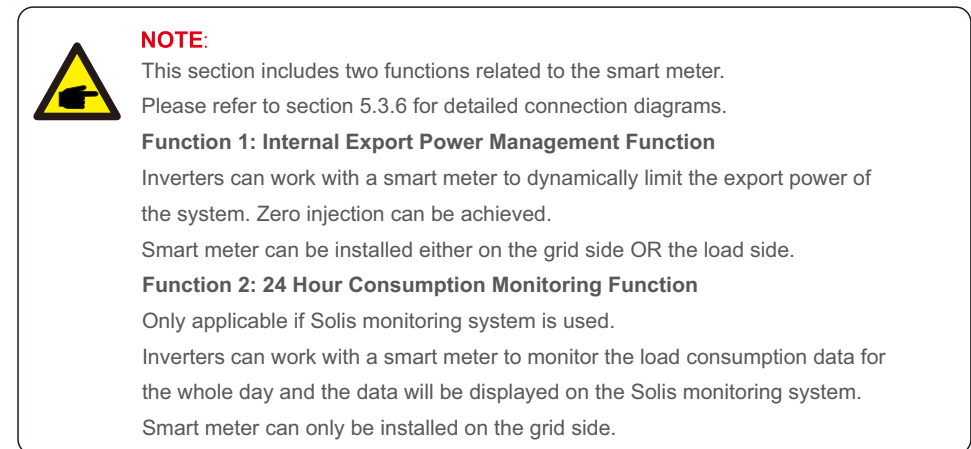 NOTE:
This section includes two functions related to the smart meter.
Please refer to section 5.3.6 for detailed connection diagrams.
Function 1: Internal Export Power Management Function
Inverters can work with a smart meter to dynamically limit the export power of
the system. Zero injection can be achieved.
Smart meter can be installed either on the grid side OR the load side.
Function 2: 24 Hour Consumption Monitoring Function
Only applicable if Solis monitoring system is used.
Inverters can work with a smart meter to monitor the load consumption data for
the whole day and the data will be displayed on the Solis monitoring system.
Smart meter can only be installed on the grid side.